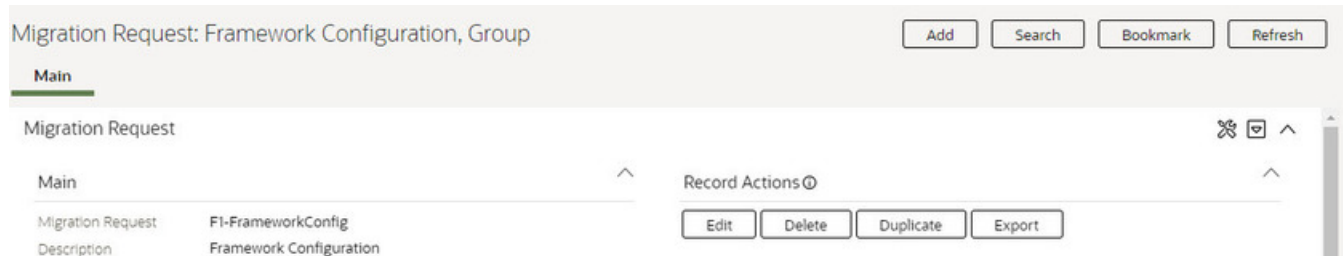 Migration Request: Framework Configuration, Group
Add Search Bookmark Refresh
Main
Migration Request
Main
Record Actions
Migration Request F1-FrameworkConfig
Edit Delete Duplicate Export
Description Framework Configuration